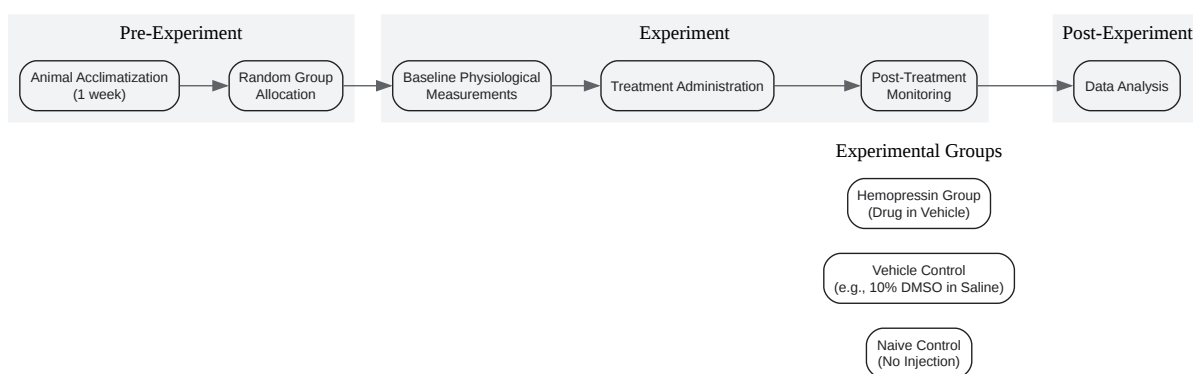 Pre-Experiment
Animal Acclimatization
(1 week)
Random Group
Allocation
Experiment
Baseline Physiological
Measurements
Treatment Administration
Post-Treatment
Monitoring
Post-Experiment
Data Analysis
Experimental Groups
Hemopressin Group
(Drug in Vehicle)
Vehicle Control
(e.g., 10% DMSO in Saline)
Naive Control
(No Injection)